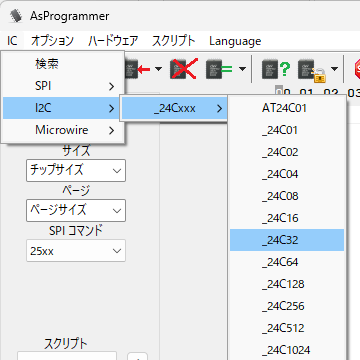 AsProgrammer
IC オプション ハードウェア スクリプト Language
検索
SPI
I2C
Microwire
_24Cxxx
AT24C01
_24C01
_24C02
_24C04
_24C08
_24C16
_24C32
_24C64
_24C128
_24C256
_24C512
_24C1024
サイズ
チップサイズ
ページ
ページサイズ
SPI コマンド
25xx
スクリプト